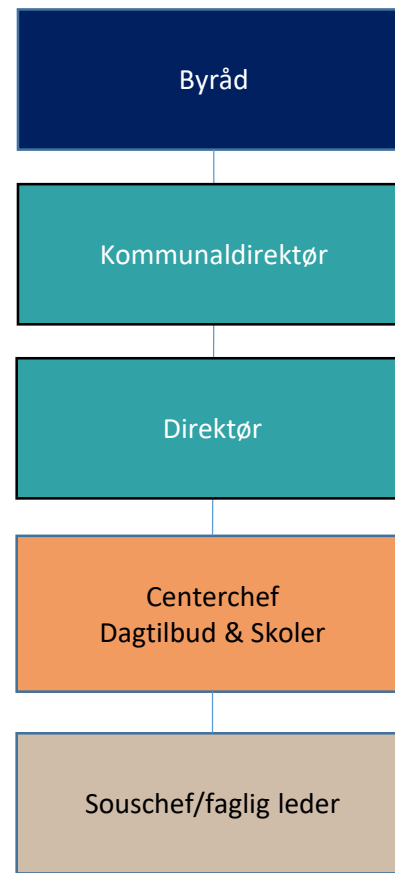 Byråd
Kommunaldirektør
Direktør
Centerchef
Dagtilbud & Skoler
Souschef/faglig leder